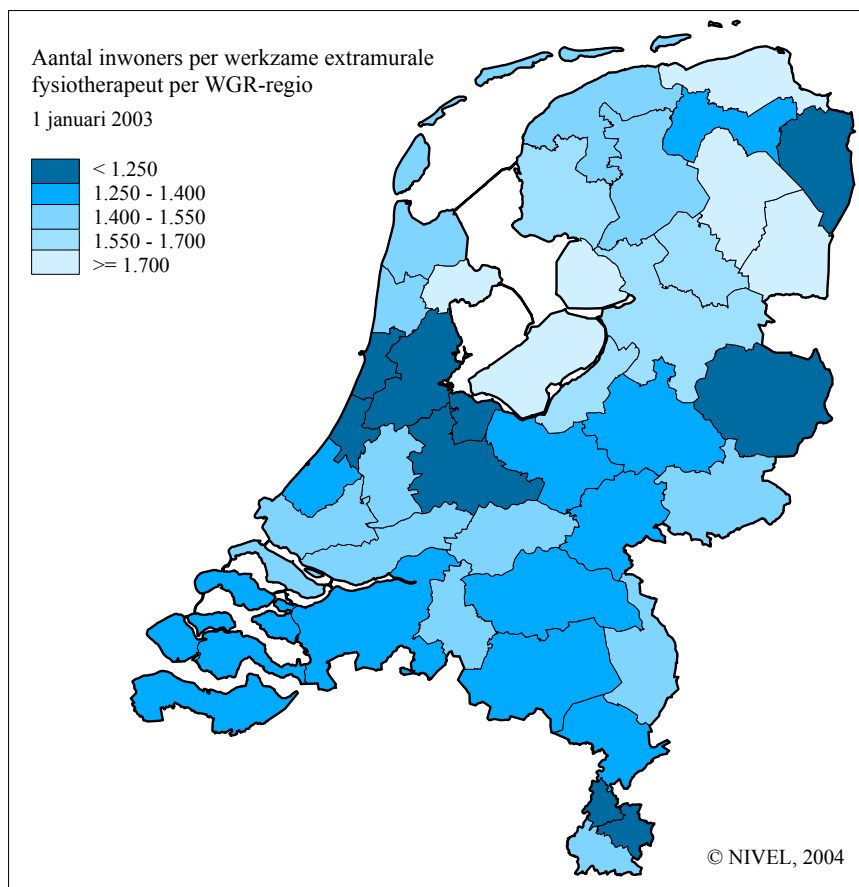 Aantal inwoners per werkzame extramurale
fysiotherapeut per WGR-regio
1 januari 2003
< 1.250
1.250 - 1.400
1.400 - 1.550
1.550 - 1.700
>= 1.700
© NIVEL, 2004